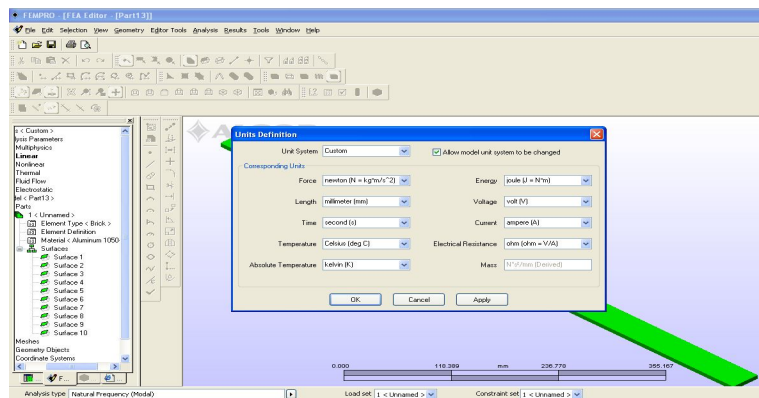 FEMPRO - [FEA Editor - [Part13]]
File Edit Selection View Geometry Editor Tools Analysis Results Tools Window Help
s < Custom >
lysis Parameters
Multiphysics
Linear
Nonlinear
Thermal
Fluid Flow
Electrostatic
lel < Part13 >
Parts
1 < Unnamed >
Element Type < Brick >
Element Definition
Material < Aluminum 1050-
Surfaces
Surface 1
Surface 2
Surface 3
Surface 4
Surface 5
Surface 6
Surface 7
Surface 8
Surface 9
Surface 10
Meshes
Geometry Objects
Coordinate Systems
F...
Units Definition
Unit System Custom
Allow model unit system to be changed
Corresponding Units
Force newton (N = kg*m/s^2) Energy joule (J = N*m)
Length millimeter (mm) Voltage volt (V)
Time second (s) Current ampere (A)
Temperature Celsius (deg C) Electrical Resistance ohm (ohm = V/A)
Absolute Temperature kelvin (K) Mass N*s²/mm (Derived)
OK Cancel Apply
0.000 118.389 mm 236.778 355.167
Analysis type Natural Frequency (Modal) Load set 1 < Unnamed > Constraint set 1 < Unnamed >